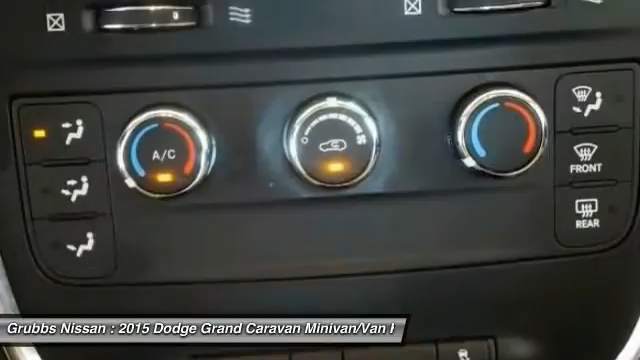 A/C
FRONT
REAR
Grubbs Nissan : 2015 Dodge Grand Caravan Minivan/Van